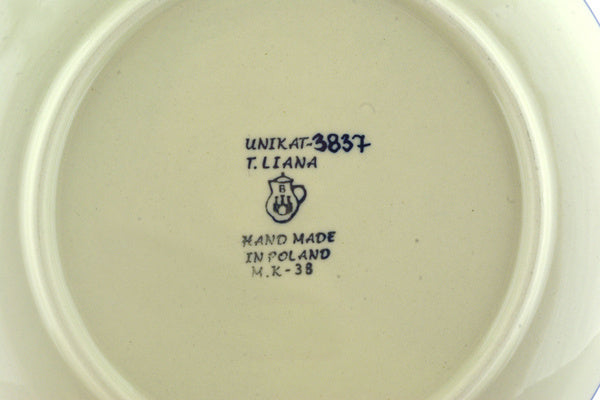 UNIKAT-3837
T. LIANA
B
HAND MADE
IN POLAND
M.K-38